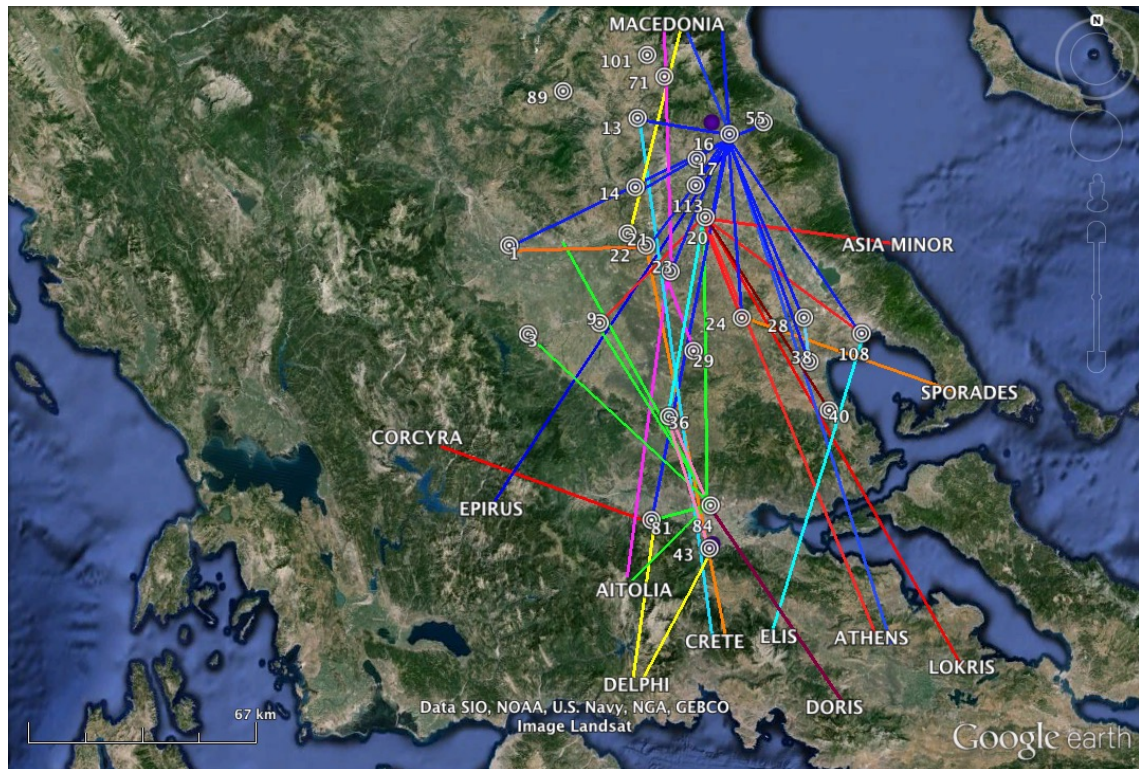 MACEDONIA
N
101
71
89
13
55
16
17
14
113
21
20
22
1
23
ASIA MINOR
9
24
28
3
29
38
108
SPORADES
36
40
CORCYRA
EPIRUS
81
84
43
AITOLIA
CRETE
ELIS
ATHENS
LOKRIS
DELPHI
DORIS
67 km
Data SIO, NOAA, U.S. Navy, NGA, GEBCO
Image Landsat
Google earth